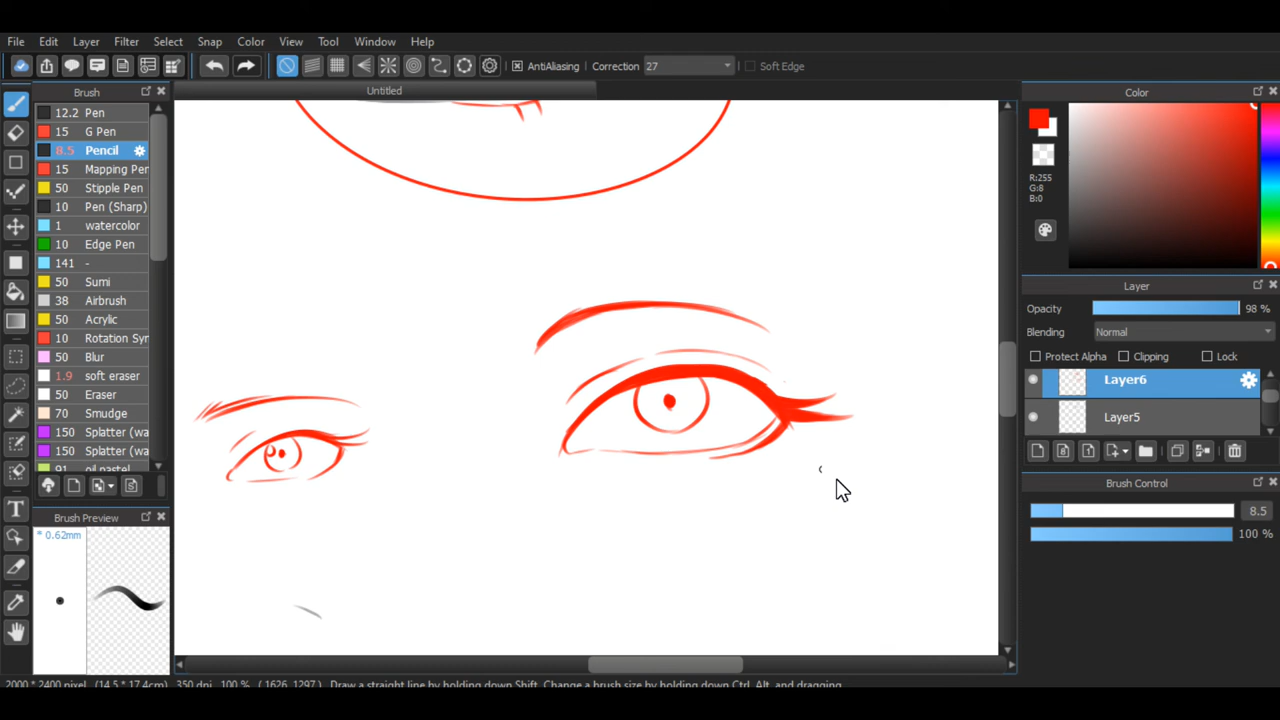 File Edit Layer Filter Select Snap Color View Tool Window Help
AntiAliasing Correction 27 Soft Edge
Brush
Untitled
Color
12.2 Pen
15 G Pen
8.5 Pencil
15 Mapping Pen
50 Stipple Pen
10 Pen (Sharp)
1 watercolor
10 Edge Pen
141 -
50 Sumi
38 Airbrush
50 Acrylic
10 Rotation Syn
50 Blur
1.9 soft eraser
50 Eraser
70 Smudge
150 Splatter (wa
150 Splatter (wa
91 oil pastel
R:255
G:8
B:0
Layer
Opacity 98 %
Blending Normal
Protect Alpha Clipping Lock
Layer6
Layer5
Brush Control
8.5
100 %
Brush Preview
* 0.62mm
2000 * 2400 pixel (14.5 * 17.4cm) 350 dpi 100 % ( 1626, 1297 ) Draw a straight line by holding down Shift, Change a brush size by holding down Ctrl, Alt, and dragging